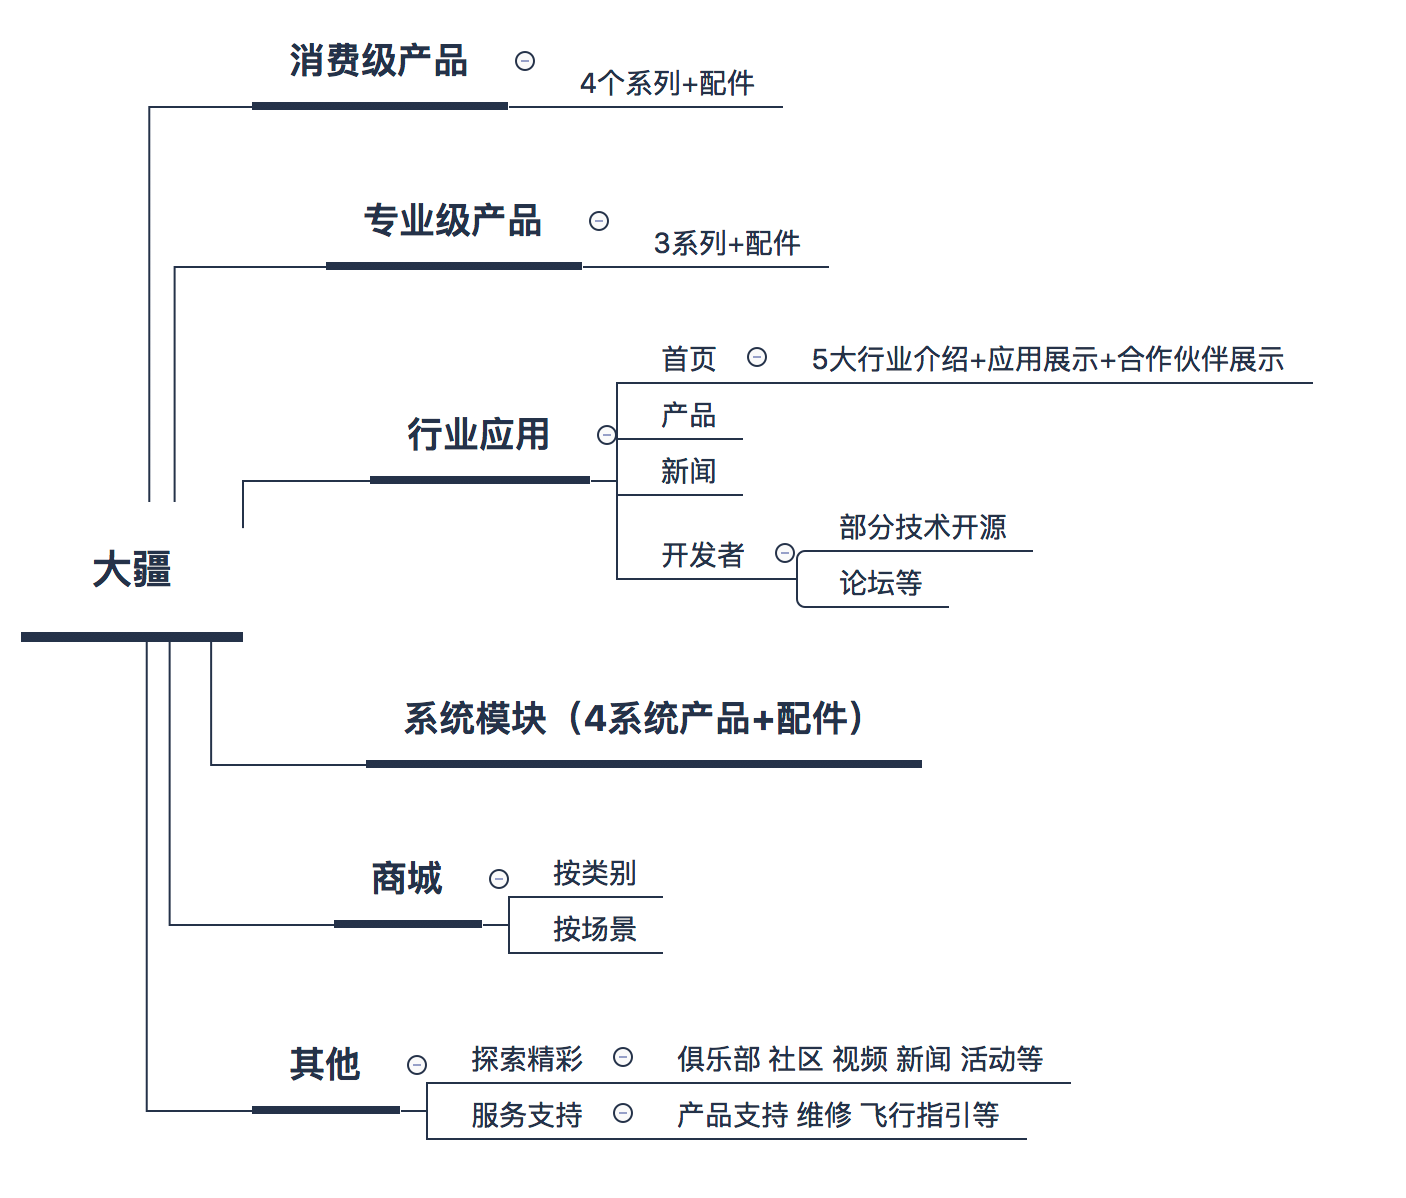 消费级产品
4个系列+配件
专业级产品
3系列+配件
行业应用
首页
5大行业介绍+应用展示+合作伙伴展示
产品
新闻
开发者
部分技术开源
论坛等
大疆
系统模块（4系统产品+配件）
商城
按类别
按场景
其他
探索精彩
俱乐部 社区 视频 新闻 活动等
服务支持
产品支持 维修 飞行指引等